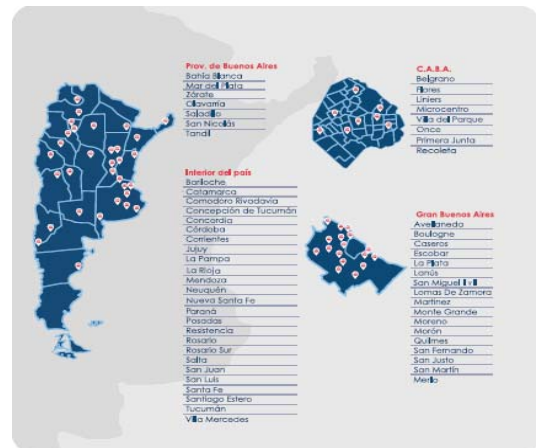 Prov. de Buenos Aires
Bahía Blanca
Mar del Plata
Zárate
Olavarría
Saladillo
San Nicolás
Tandil
Interior del país
Bariloche
Catamarca
Comodoro Rivadavia
Concepción de Tucumán
Concordia
Córdoba
Corrientes
Jujuy
La Pampa
La Rioja
Mendoza
Neuquén
Nueva Santa Fe
Paraná
Posadas
Resistencia
Rosario
Rosario Sur
Salta
San Juan
San Luis
Santa Fe
Santiago Estero
Tucumán
Villa Mercedes
C.A.B.A.
Belgrano
Flores
Liniers
Microcentro
Villa del Parque
Once
Primera Junta
Recoleta
Gran Buenos Aires
Avellaneda
Boulogne
Caseros
Escobar
La Plata
Lanús
San Miguel I y II
Lomas De Zamora
Martínez
Monte Grande
Moreno
Morón
Quilmes
San Fernando
San Justo
San Martín
Merlo